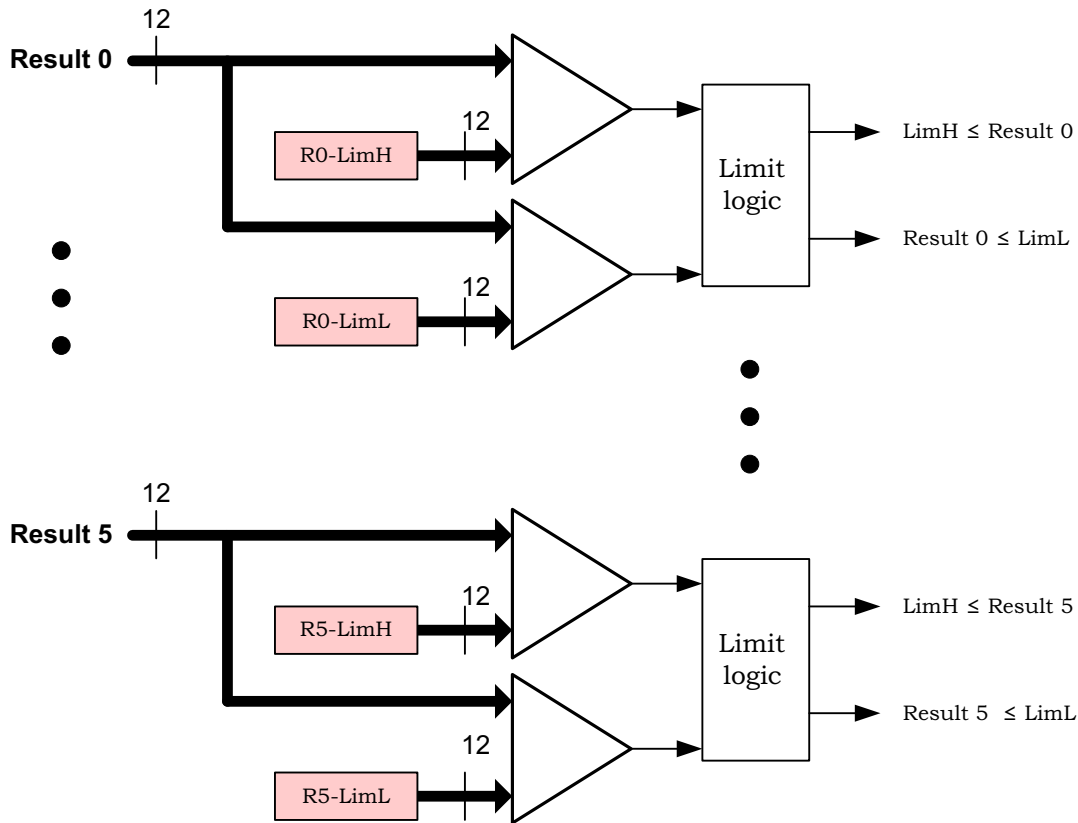 12
Result 0
12
R0-LimH
Limit
logic
LimH ≤ Result 0
Result 0 ≤ LimL
12
R0-LimL
12
Result 5
12
R5-LimH
Limit
logic
LimH ≤ Result 5
Result 5 ≤ LimL
12
R5-LimL